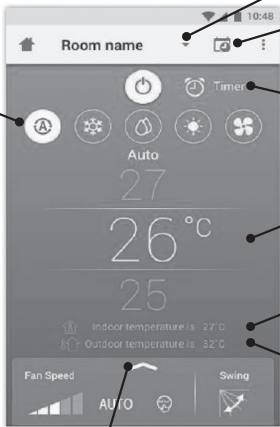 10:48
Room name
Timer
A
Auto
27
26°C
25
Indoor temperature is 27°C
Outdoor temperature is 32°C
Fan Speed Swing
AUTO